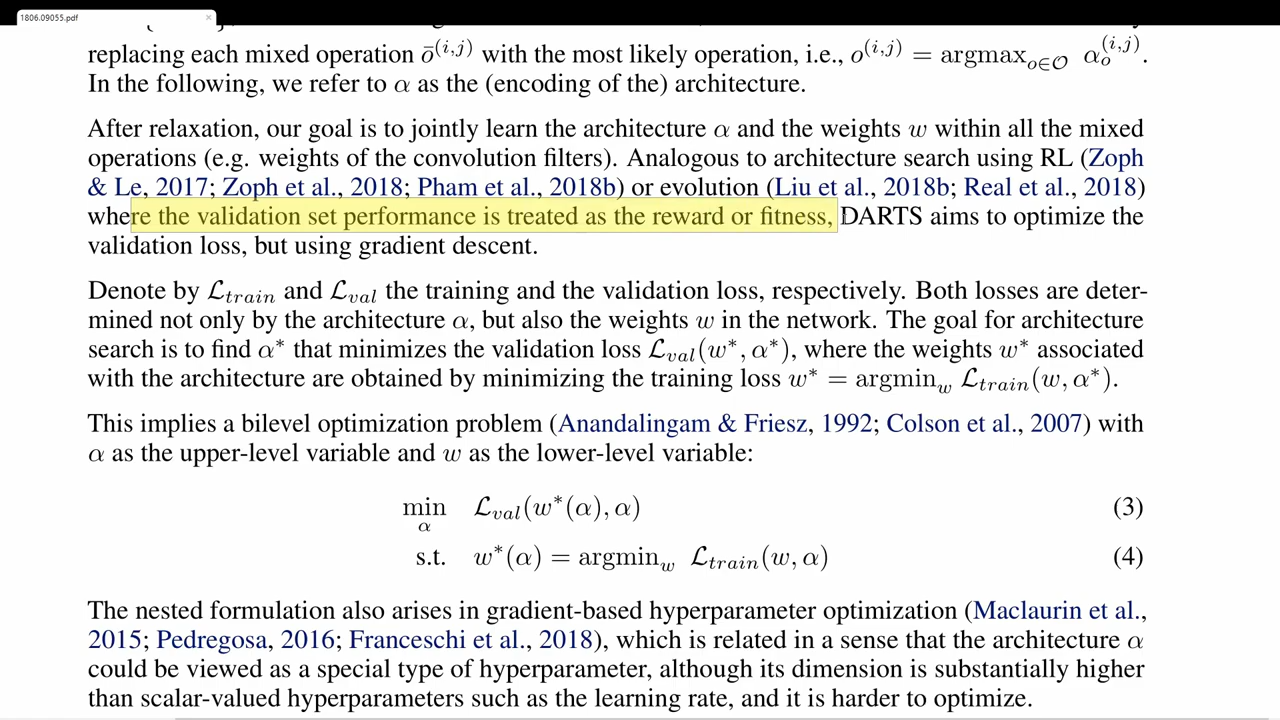 1806.09055.pdf
replacing each mixed operation ō^(i,j) with the most likely operation, i.e., o^(i,j) = argmax_{o∈𝒪} α_o^(i,j).
In the following, we refer to α as the (encoding of the) architecture.
After relaxation, our goal is to jointly learn the architecture α and the weights w within all the mixed
operations (e.g. weights of the convolution filters). Analogous to architecture search using RL (Zoph
& Le, 2017; Zoph et al., 2018; Pham et al., 2018b) or evolution (Liu et al., 2018b; Real et al., 2018)
where the validation set performance is treated as the reward or fitness, DARTS aims to optimize the
validation loss, but using gradient descent.
Denote by ℒ_train and ℒ_val the training and the validation loss, respectively. Both losses are deter-
mined not only by the architecture α, but also the weights w in the network. The goal for architecture
search is to find α* that minimizes the validation loss ℒ_val(w*, α*), where the weights w* associated
with the architecture are obtained by minimizing the training loss w* = argmin_w ℒ_train(w, α*).
This implies a bilevel optimization problem (Anandalingam & Friesz, 1992; Colson et al., 2007) with
α as the upper-level variable and w as the lower-level variable:
min_α ℒ_val(w*(α), α) (3)
s.t. w*(α) = argmin_w ℒ_train(w, α) (4)
The nested formulation also arises in gradient-based hyperparameter optimization (Maclaurin et al.,
2015; Pedregosa, 2016; Franceschi et al., 2018), which is related in a sense that the architecture α
could be viewed as a special type of hyperparameter, although its dimension is substantially higher
than scalar-valued hyperparameters such as the learning rate, and it is harder to optimize.